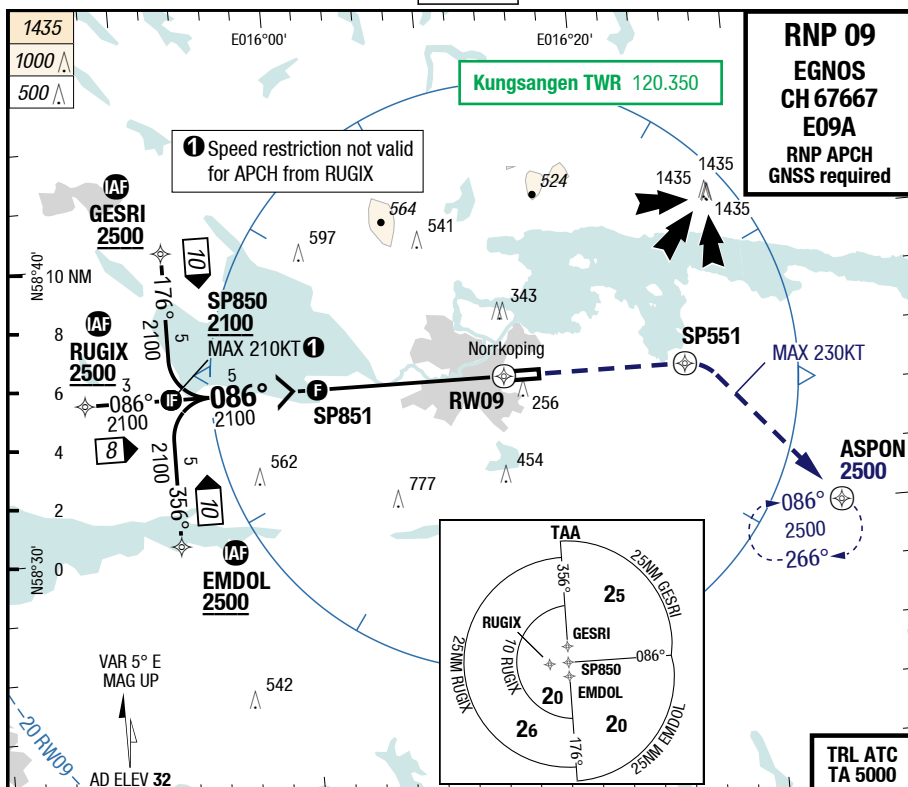 1435
1000
500
E016°00'
E016°20'
Kungsangen TWR 120.350
RNP 09
EGNOS
CH 67667
E09A
RNP APCH
GNSS required
1 Speed restriction not valid
for APCH from RUGIX
IAF
GESRI
2500
564
524
597
541
1435
1435
1435
N58°40'
10 NM
10
176°
5
2100
SP850
2100
MAX 210KT 1
343
8
IAF
RUGIX
2500
3
086°
2100
IF
5
086°
2100
F
SP851
Norrkoping
RW09
256
SP551
MAX 230KT
6
8
4
2100
5
356°
10
562
777
454
ASPON
2500
086°
2500
266°
2
N58°30'
0
IAF
EMDOL
2500
TAA
356°
25
25NM GESRI
RUGIX
GESRI
086°
SP850
EMDOL
10 RUGIX
25NM RUGIX
20
26
20
176°
25NM EMDOL
VAR 5° E
MAG UP
542
20 RW09
AD ELEV 32
TRL ATC
TA 5000